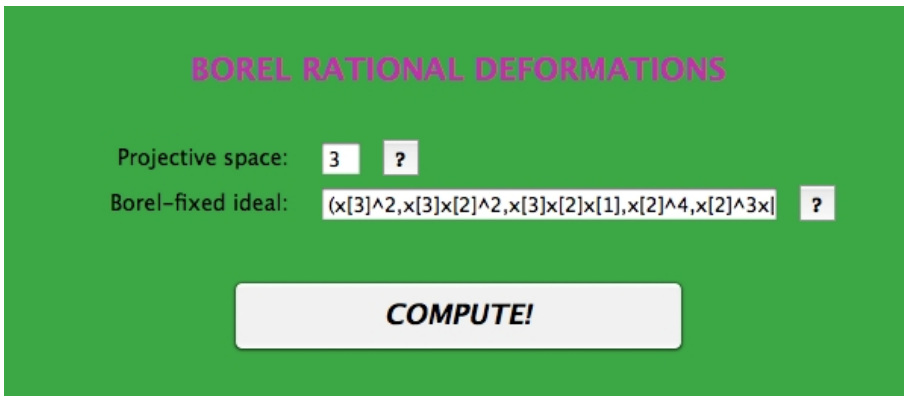 BOREL RATIONAL DEFORMATIONS
Projective space: 3 ?
Borel-fixed ideal: (x[3]^2,x[3]x[2]^2,x[3]x[2]x[1],x[2]^4,x[2]^3x| ?
COMPUTE!